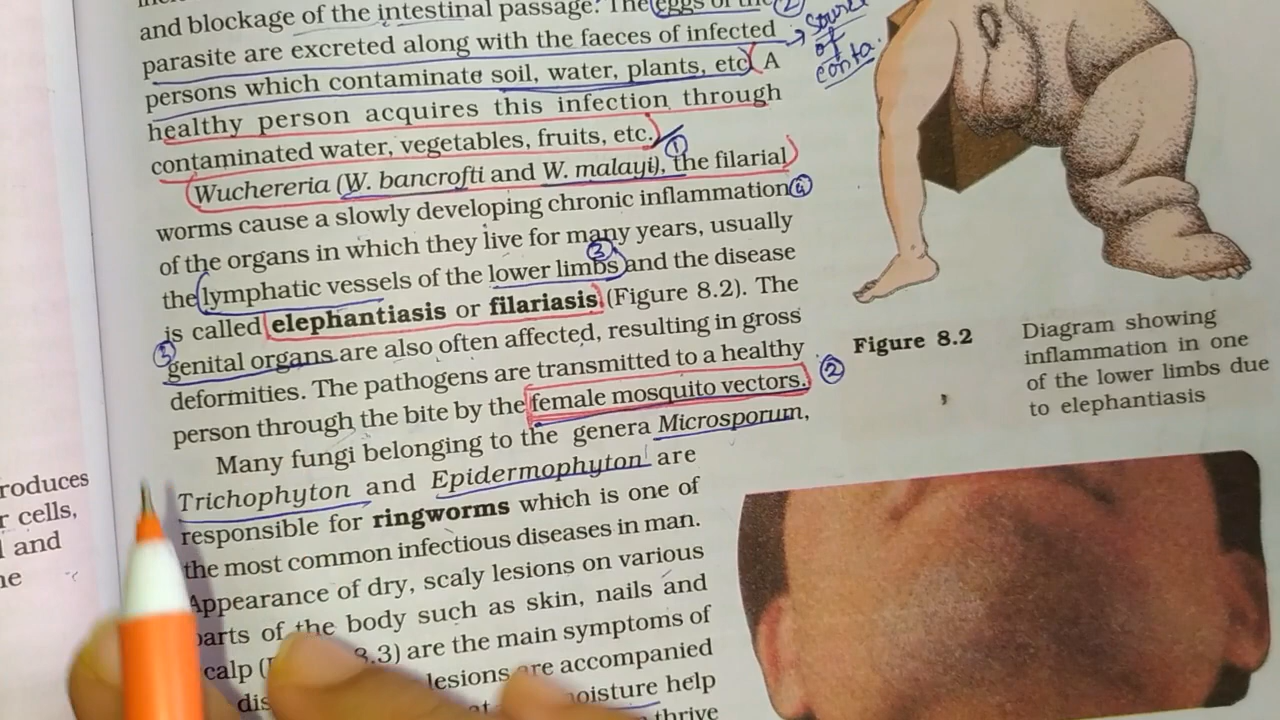 and blockage of the intestinal passage. The eggs of the
parasite are excreted along with the faeces of infected
persons which contaminate soil, water, plants, etc. A
healthy person acquires this infection through
contaminated water, vegetables, fruits, etc.
Wuchereria (W. bancrofti and W. malayi), the filarial
worms cause a slowly developing chronic inflammation
of the organs in which they live for many years, usually
the lymphatic vessels of the lower limbs and the disease
is called elephantiasis or filariasis (Figure 8.2). The
genital organs are also often affected, resulting in gross
deformities. The pathogens are transmitted to a healthy
person through the bite by the female mosquito vectors.
Many fungi belonging to the genera Microsporum,
Trichophyton and Epidermophyton are
responsible for ringworms which is one of
the most common infectious diseases in man.
Appearance of dry, scaly lesions on various
parts of the body such as skin, nails and
scalp ( 8.3) are the main symptoms of
dis lesions are accompanied
moisture help
thrive
2
source
of
conta.
1
4
3
3
2
Figure 8.2
Diagram showing
inflammation in one
of the lower limbs due
to elephantiasis
roduces
r cells,
and